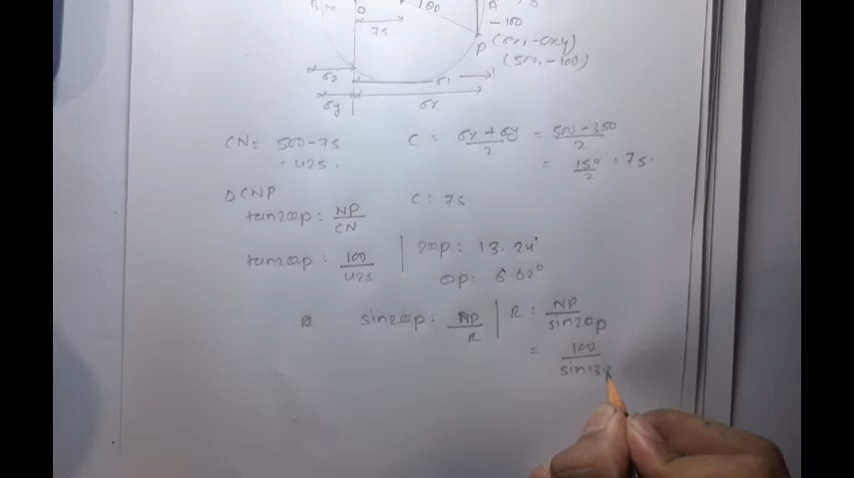 B M O θp A
75
-100
P (σx, -τxy)
(500, -100)
σ2 σ1
σy σx
CN = 500-75
= 425.
C = σx + σy / 2 = 500-350 / 2
= 150 / 2 = 75.
ΔCNP
tan2θp : NP / CN
C : 75
tan2θp : 100 / 425 | 2θp : 13.24°
θp. 6.62°
sin2θp : NP / R | R : NP / sin2θp
= 100 / sin13